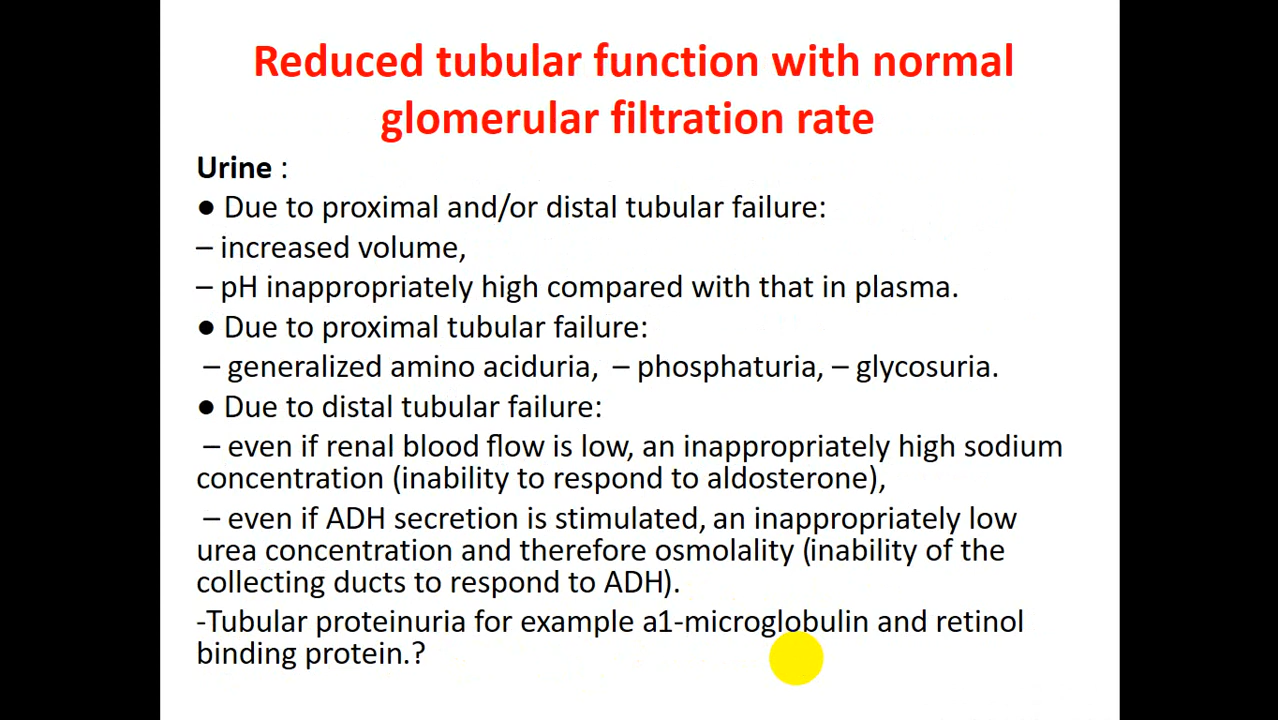 Reduced tubular function with normal
glomerular filtration rate
Urine :
● Due to proximal and/or distal tubular failure:
– increased volume,
– pH inappropriately high compared with that in plasma.
● Due to proximal tubular failure:
– generalized amino aciduria, – phosphaturia, – glycosuria.
● Due to distal tubular failure:
– even if renal blood flow is low, an inappropriately high sodium
concentration (inability to respond to aldosterone),
– even if ADH secretion is stimulated, an inappropriately low
urea concentration and therefore osmolality (inability of the
collecting ducts to respond to ADH).
-Tubular proteinuria for example a1-microglobulin and retinol
binding protein.?